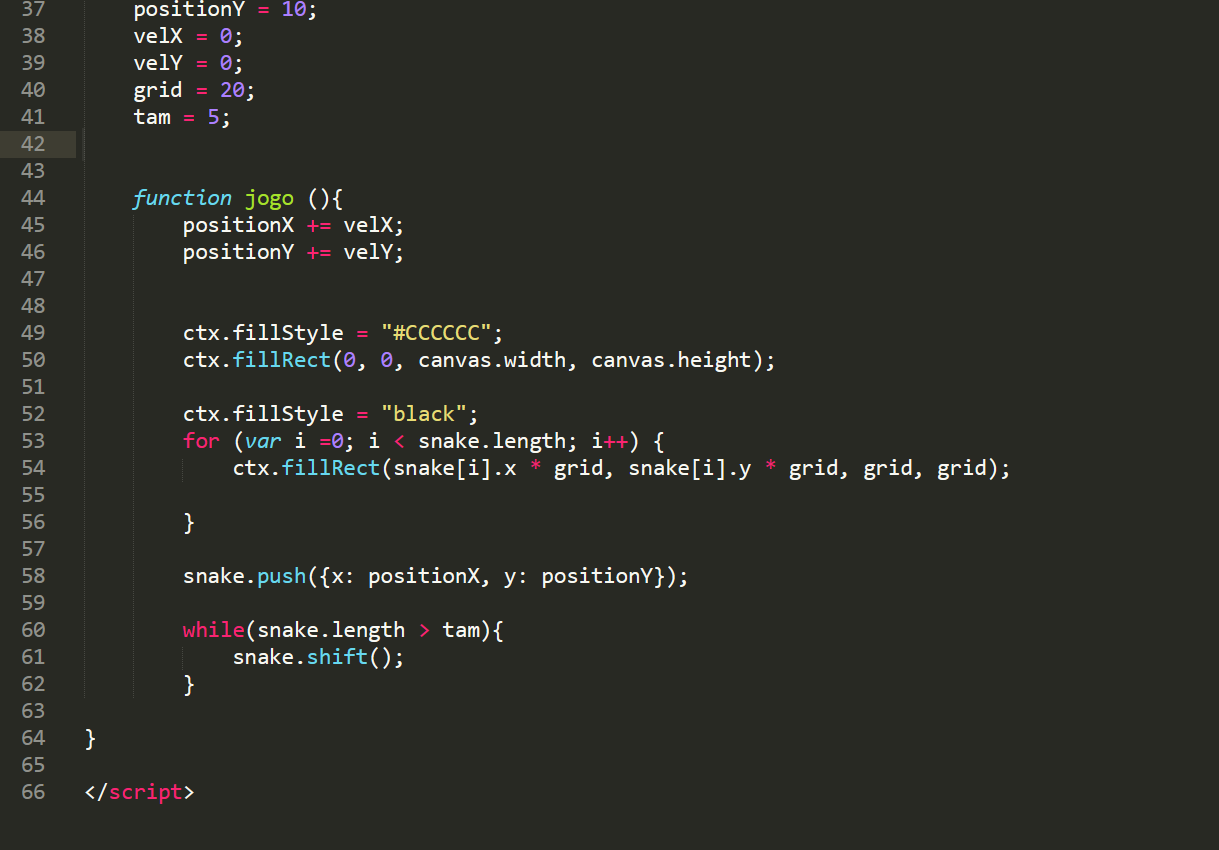 37 positionY = 10;
38 velX = 0;
39 velY = 0;
40 grid = 20;
41 tam = 5;
42
43
44 function jogo (){
45 positionX += velX;
46 positionY += velY;
47
48
49 ctx.fillStyle = "#CCCCCC";
50 ctx.fillRect(0, 0, canvas.width, canvas.height);
51
52 ctx.fillStyle = "black";
53 for (var i =0; i < snake.length; i++) {
54 ctx.fillRect(snake[i].x * grid, snake[i].y * grid, grid, grid);
55
56 }
57
58 snake.push({x: positionX, y: positionY});
59
60 while(snake.length > tam){
61 snake.shift();
62 }
63
64 }
65
66 </script>